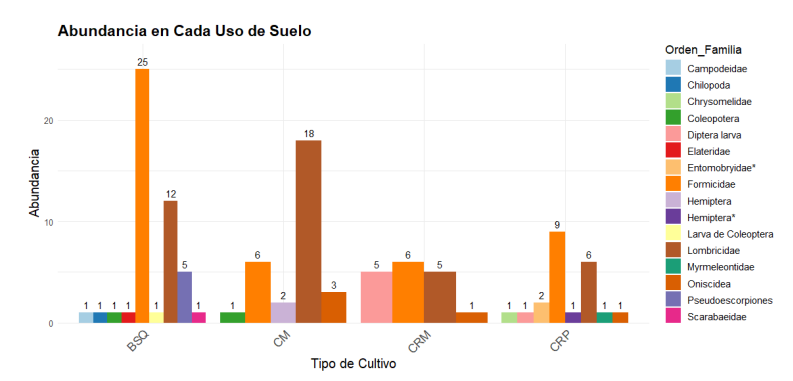 Abundancia en Cada Uso de Suelo
Abundancia
20
10
0
1 1 1 1 25 1 12 5 1
1 6 2 18 3
5 6 5 1
1 1 2 9 1 6 1 1
BSQ
CM
CRM
CRP
Tipo de Cultivo
Orden_Familia
Campodeidae
Chilopoda
Chrysomelidae
Coleopotera
Diptera larva
Elateridae
Entomobryidae*
Formicidae
Hemiptera
Hemiptera*
Larva de Coleoptera
Lombricidae
Myrmeleontidae
Oniscidea
Pseudoescorpiones
Scarabaeidae